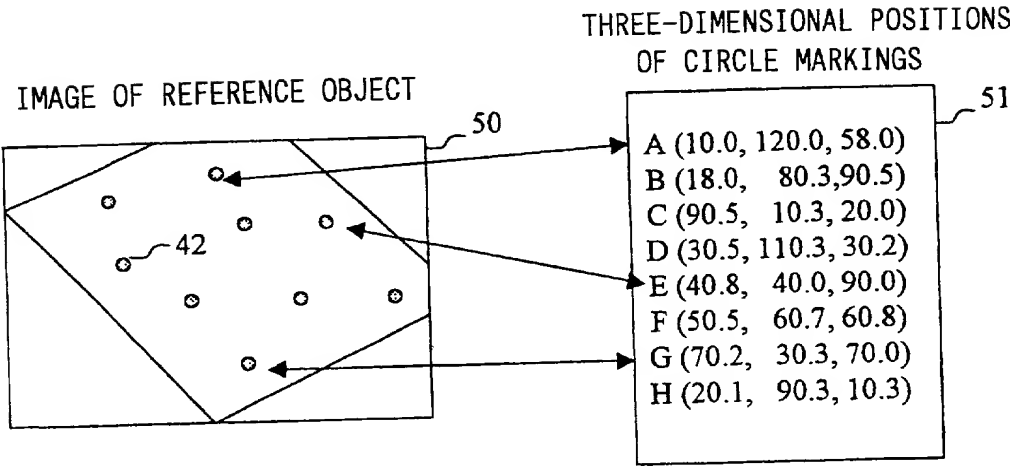 THREE-DIMENSIONAL POSITIONS
OF CIRCLE MARKINGS
IMAGE OF REFERENCE OBJECT
50
51
42
A (10.0, 120.0, 58.0)
B (18.0, 80.3,90.5)
C (90.5, 10.3, 20.0)
D (30.5, 110.3, 30.2)
E (40.8, 40.0, 90.0)
F (50.5, 60.7, 60.8)
G (70.2, 30.3, 70.0)
H (20.1, 90.3, 10.3)